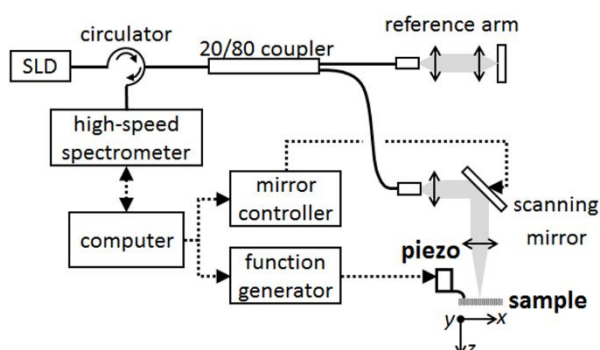 reference arm
circulator
20/80 coupler
SLD
high-speed
spectrometer
mirror
controller
scanning
mirror
computer
piezo
function
generator
sample
y
x
z